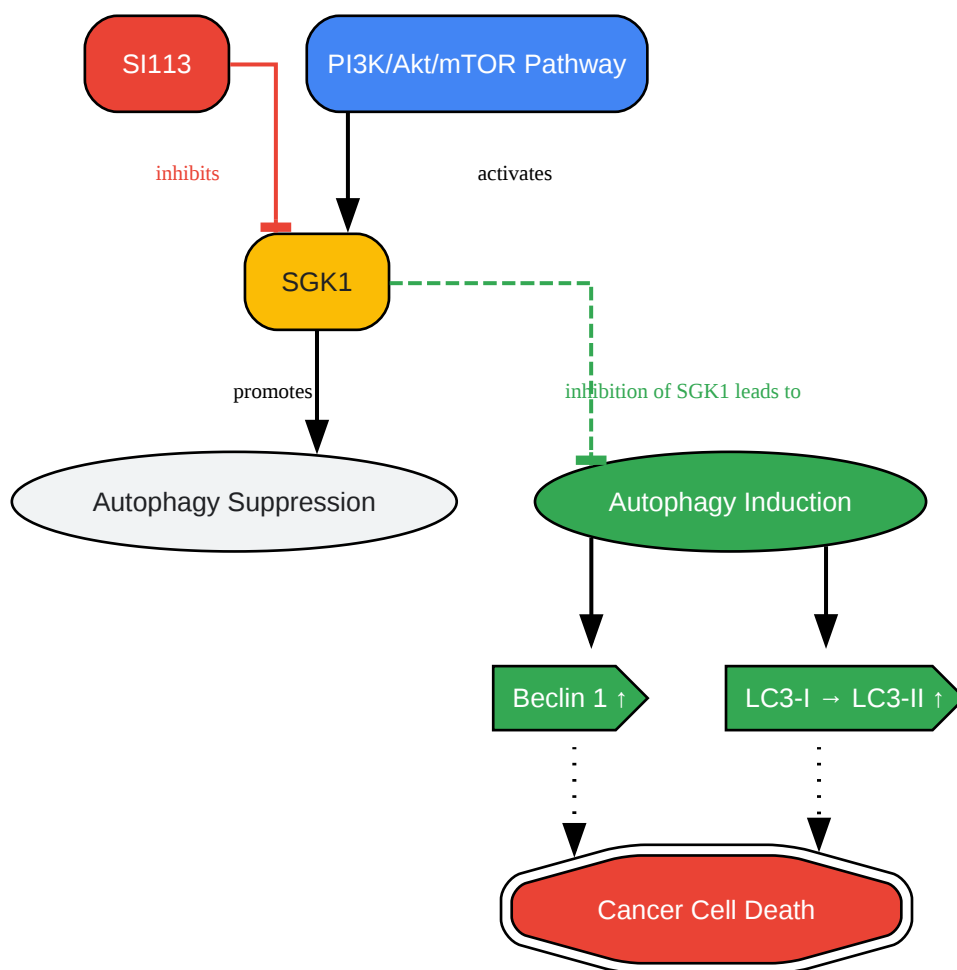 SI113
PI3K/Akt/mTOR Pathway
inhibits
activates
SGK1
promotes
inhibition of SGK1 leads to
Autophagy Suppression
Autophagy Induction
Beclin 1 ↑
LC3-I → LC3-II ↑
Cancer Cell Death